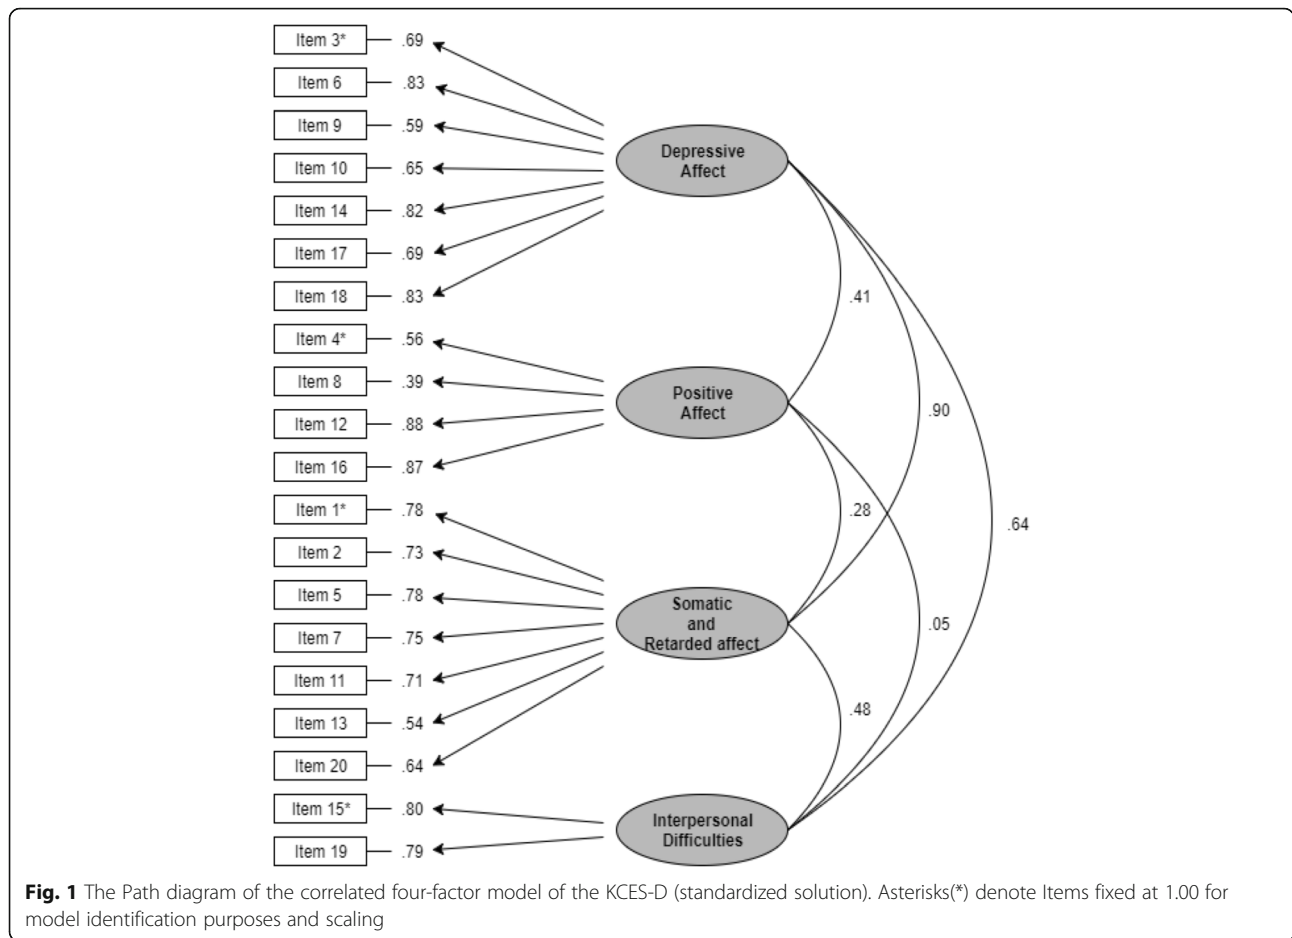 Item 3* .69
Item 6 .83
Item 9 .59
Item 10 .65
Item 14 .82
Item 17 .69
Item 18 .83
Item 4* .56
Item 8 .39
Item 12 .88
Item 16 .87
Item 1* .78
Item 2 .73
Item 5 .78
Item 7 .75
Item 11 .71
Item 13 .54
Item 20 .64
Item 15* .80
Item 19 .79
Depressive
Affect
Positive
Affect
Somatic
and
Retarded affect
Interpersonal
Difficulties
.41
.90
.28
.64
.05
.48
Fig. 1 The Path diagram of the correlated four-factor model of the KCES-D (standardized solution). Asterisks(*) denote Items fixed at 1.00 for
model identification purposes and scaling